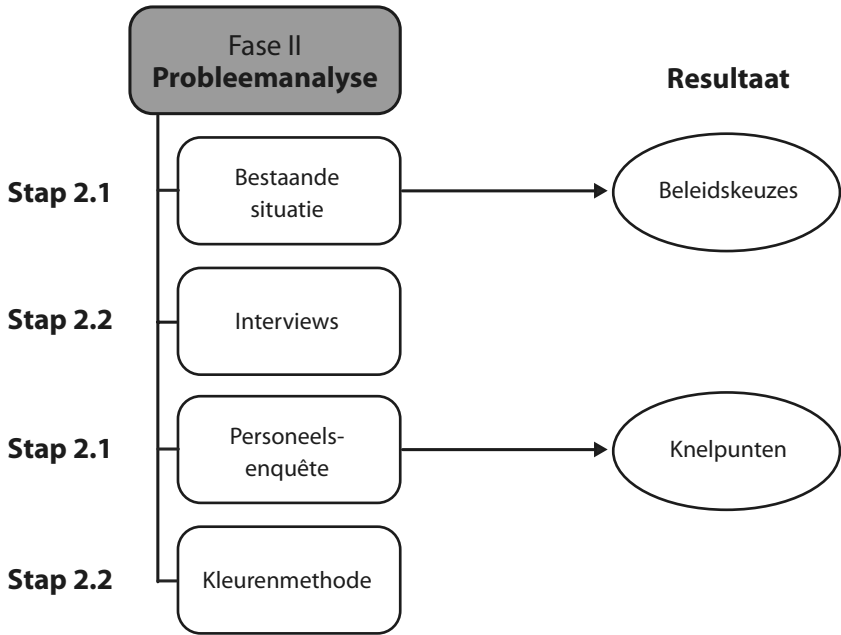 Fase II
Probleemanalyse
Resultaat
Stap 2.1
Bestaande
situatie
Beleidskeuzes
Stap 2.2
Interviews
Stap 2.1
Personeels-
enquête
Knelpunten
Stap 2.2
Kleurenmethode